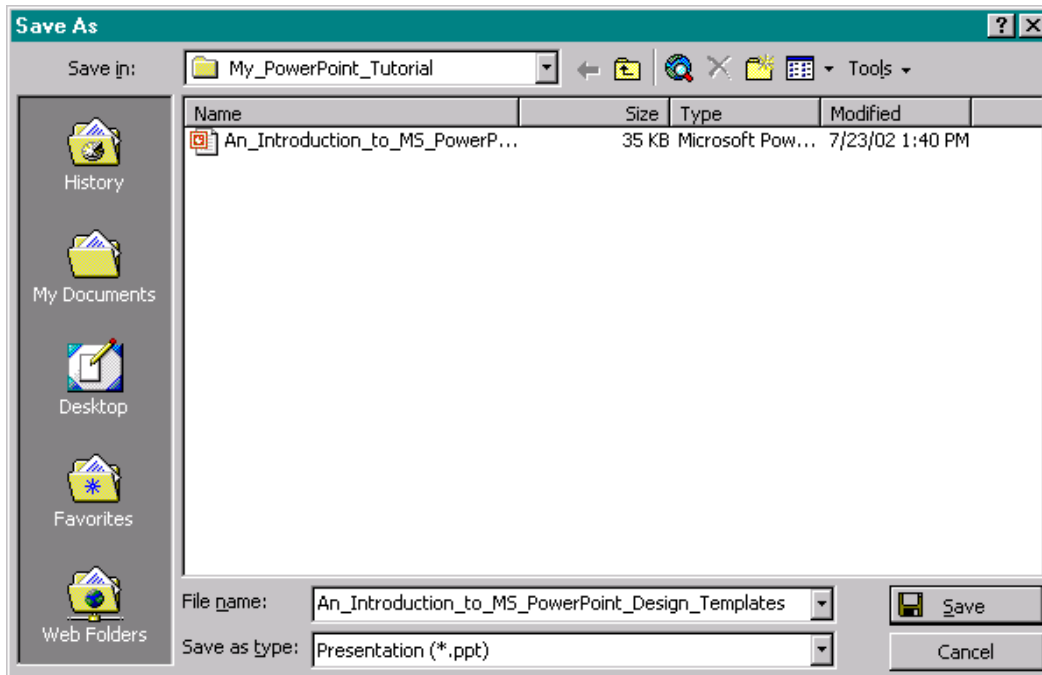 Save As
Save in: My_PowerPoint_Tutorial Tools
Name Size Type Modified
An_Introduction_to_MS_PowerP... 35 KB Microsoft Pow... 7/23/02 1:40 PM
History
My Documents
Desktop
Favorites
Web Folders
File name: An_Introduction_to_MS_PowerPoint_Design_Templates Save
Save as type: Presentation (*.ppt) Cancel